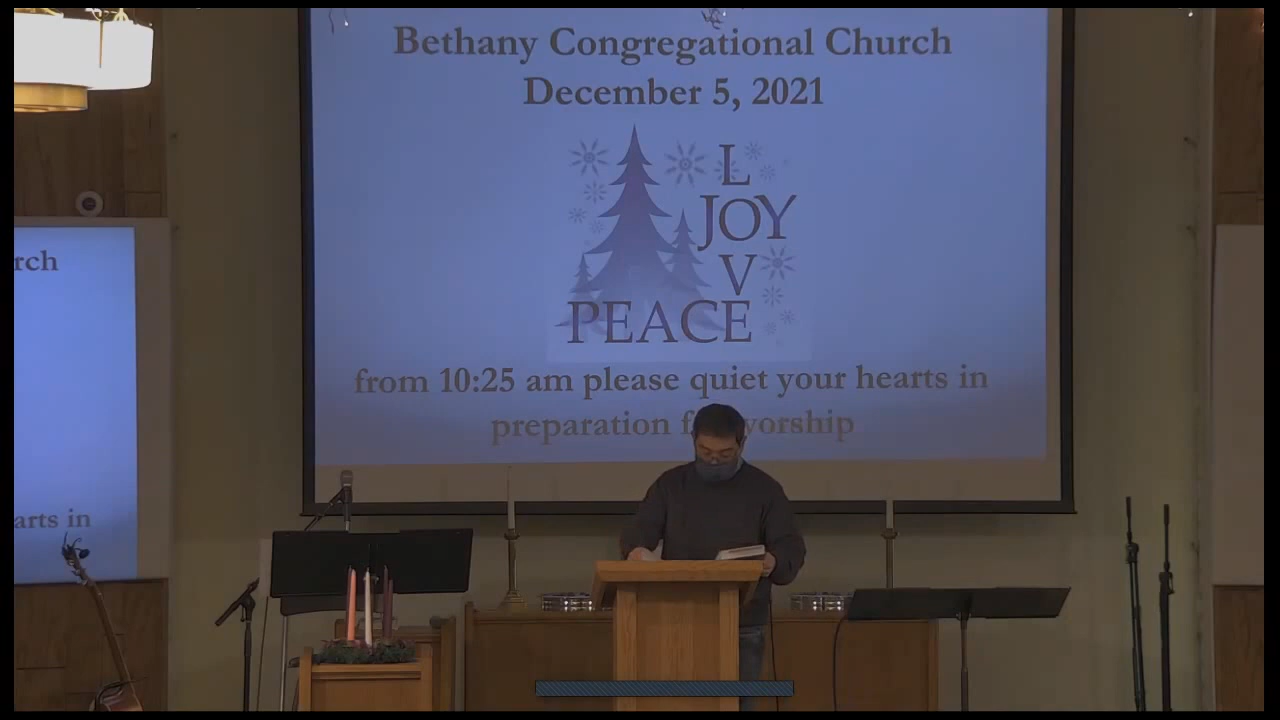 Bethany Congregational Church
December 5, 2021
L
JOY
V
PEACE
from 10:25 am please quiet your hearts in
preparation worship
rch
arts in